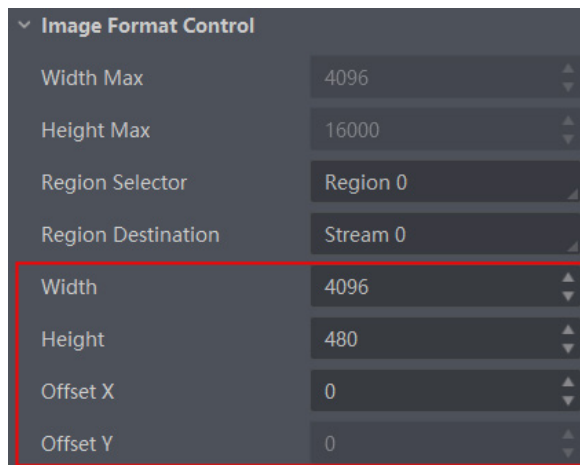 Image Format Control
Width Max 4096
Height Max 16000
Region Selector Region 0
Region Destination Stream 0
Width 4096
Height 480
Offset X 0
Offset Y 0